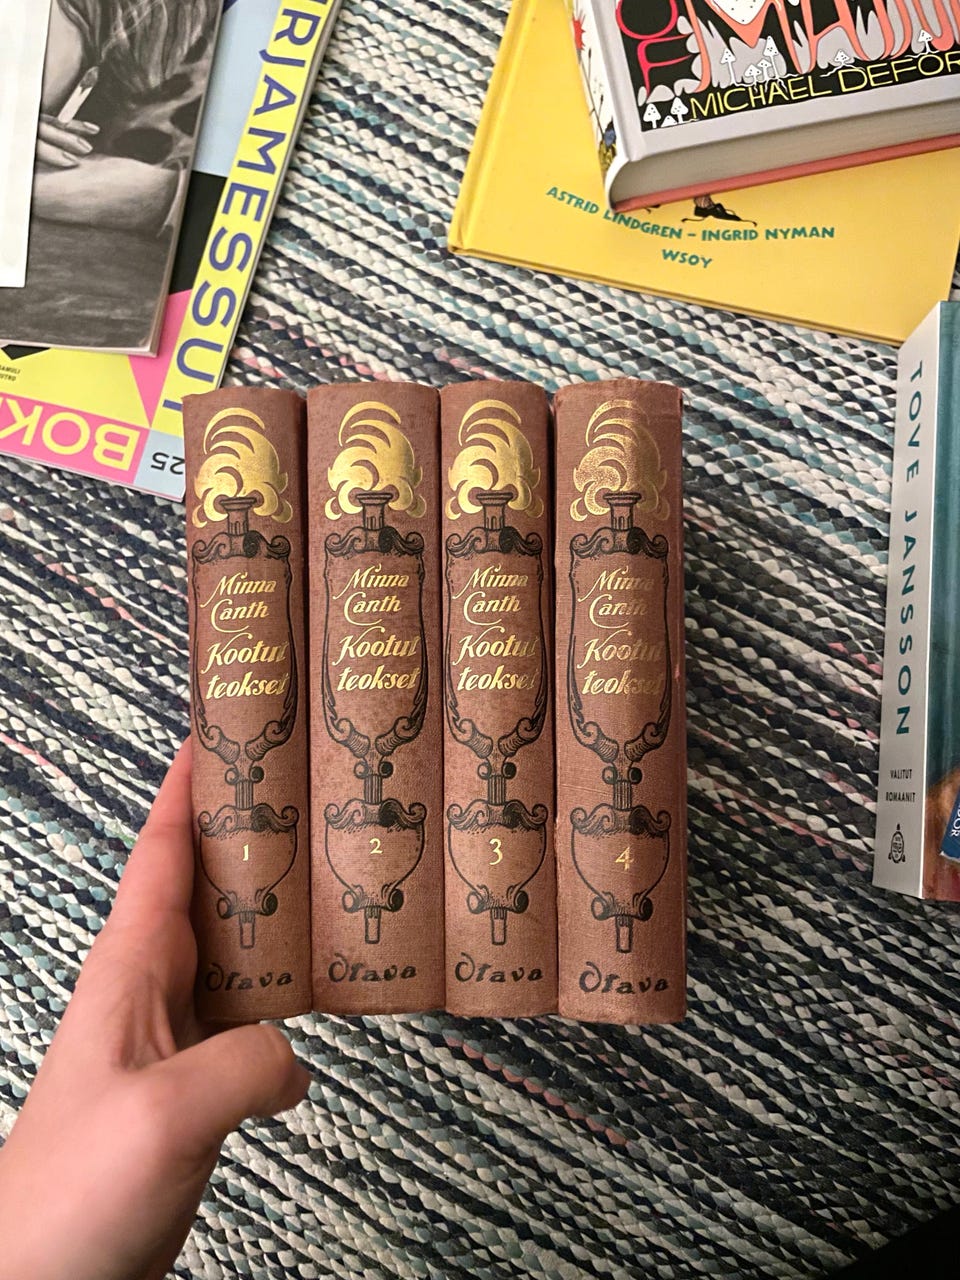 RJAMESSUT
BOK
25
MICHAEL DEFOR
ASTRID LINDGREN – INGRID NYMAN
WSOY
TOVE JANSSON
VALITUT
ROMAANIT
Minna
Canth
Kootut
teokset
1
Otava
Minna
Canth
Kootut
teokset
2
Otava
Minna
Canth
Kootut
teokset
3
Otava
Minna
Canth
Kootut
teokset
4
Otava